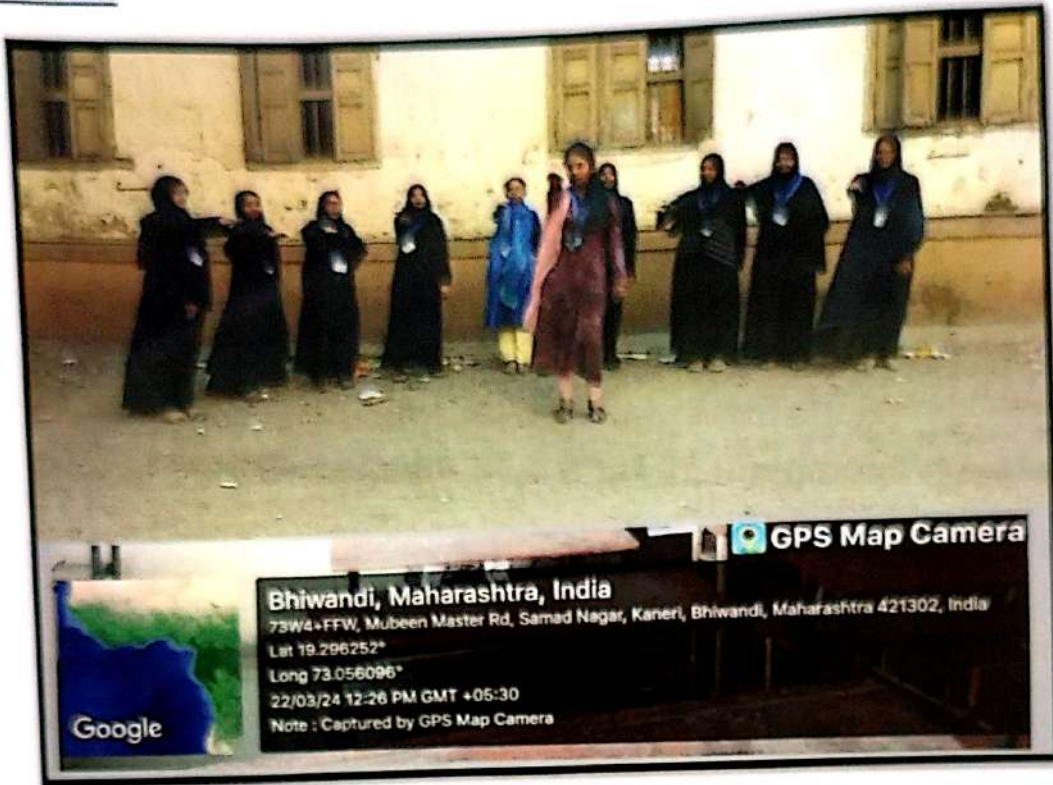 GPS Map Camera
Bhiwandi, Maharashtra, India
73W4+FFW, Mubeen Master Rd, Samad Nagar, Kaneri, Bhiwandi, Maharashtra 421302, India
Lat 19.296252°
Long 73.056096°
22/03/24 12:26 PM GMT +05:30
Note : Captured by GPS Map Camera
Google